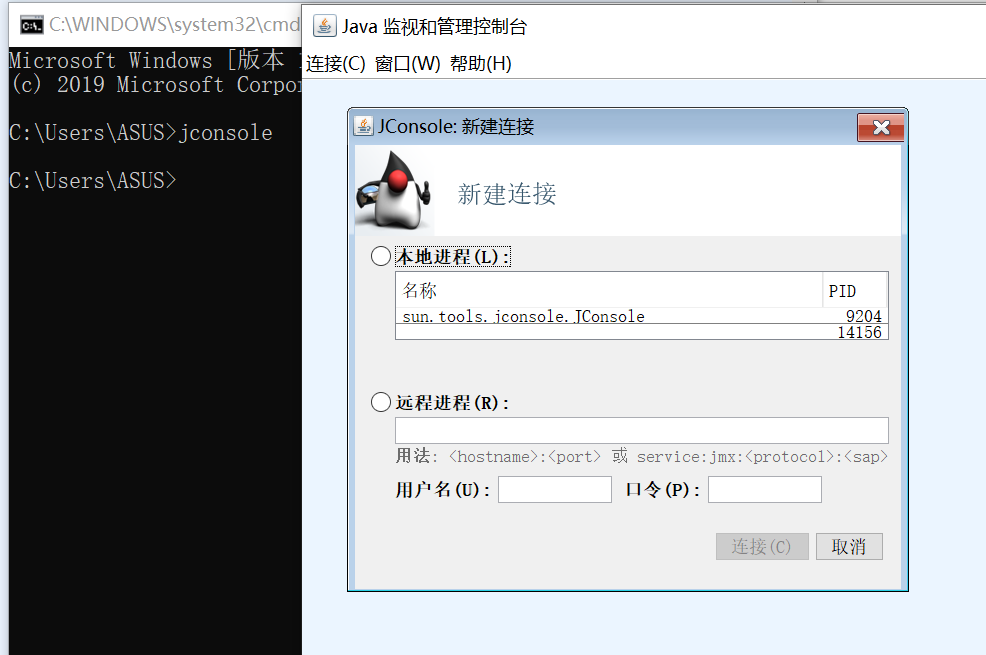 C:\WINDOWS\system32\cmd
Microsoft Windows [版本
(c) 2019 Microsoft Corpor
C:\Users\ASUS>jconsole
C:\Users\ASUS>
Java 监视和管理控制台
连接(C) 窗口(W) 帮助(H)
JConsole: 新建连接
新建连接
本地进程(L):
名称 PID
sun.tools.jconsole.JConsole 9204
14156
远程进程(R):
用法: <hostname>:<port> 或 service:jmx:<protocol>:<sap>
用户名(U): 口令(P):
连接(C) 取消